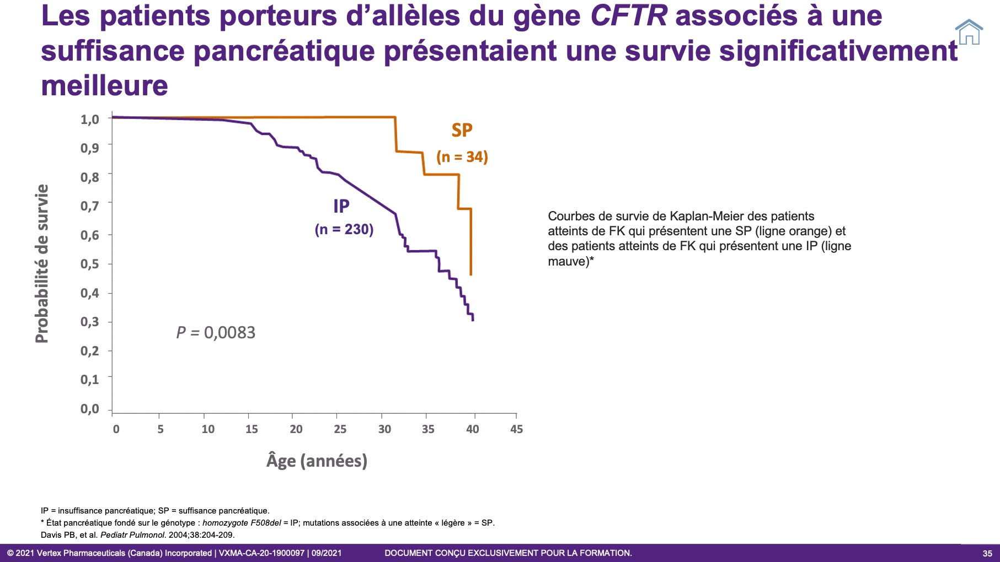 Les patients porteurs d’allèles du gène CFTR associés à une
suffisance pancréatique présentaient une survie significativement
meilleure
Probabilité de survie
1,0
0,9
0,8
0,7
0,6
0,5
0,4
0,3
0,2
0,1
0,0
SP
(n = 34)
IP
(n = 230)
P = 0,0083
0 5 10 15 20 25 30 35 40 45
Âge (années)
Courbes de survie de Kaplan-Meier des patients
atteints de FK qui présentent une SP (ligne orange) et
des patients atteints de FK qui présentent une IP (ligne
mauve)*
IP = insuffisance pancréatique; SP = suffisance pancréatique.
* État pancréatique fondé sur le génotype : homozygote F508del = IP; mutations associées à une atteinte « légère » = SP.
Davis PB, et al. Pediatr Pulmonol. 2004;38:204-209.
© 2021 Vertex Pharmaceuticals (Canada) Incorporated | VXMA-CA-20-1900097 | 09/2021 DOCUMENT CONÇU EXCLUSIVEMENT POUR LA FORMATION. 35